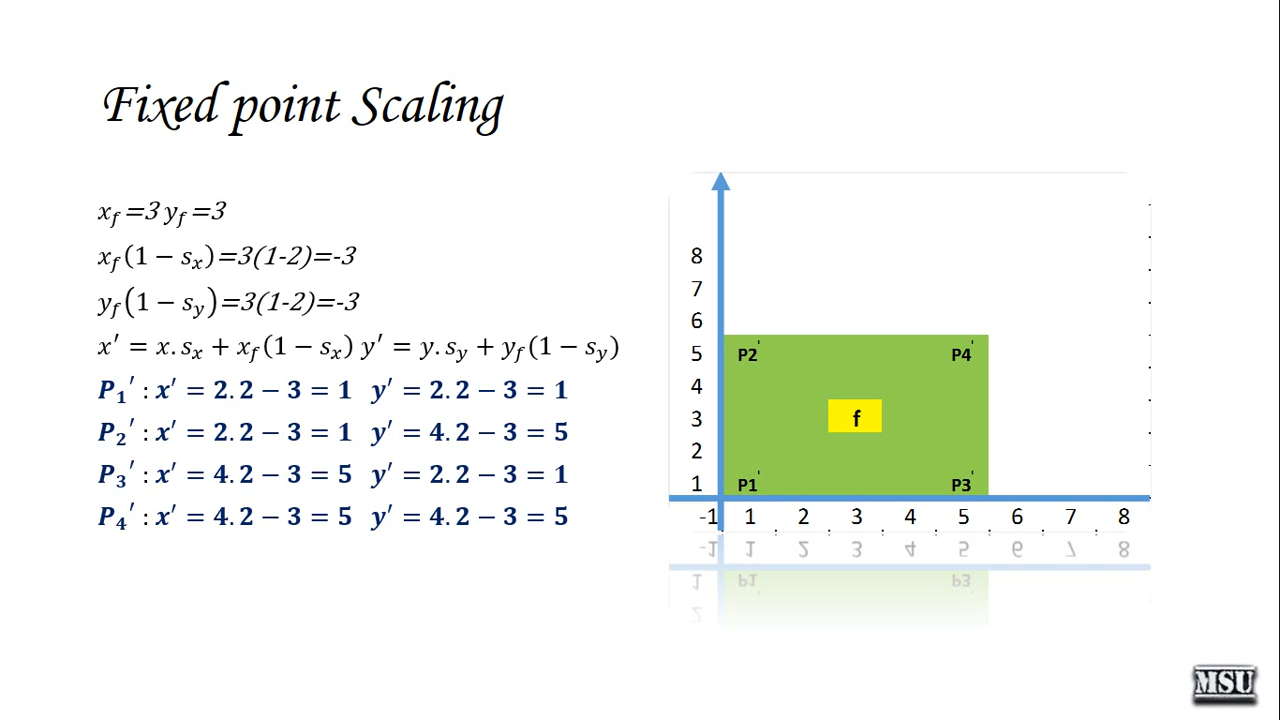 Fixed point Scaling
x_f =3 y_f =3
x_f(1 − s_x)=3(1-2)=-3
y_f(1 − s_y)=3(1-2)=-3
x′ = x. s_x + x_f(1 − s_x) y′ = y. s_y + y_f(1 − s_y)
P₁′ : x′ = 2. 2 − 3 = 1 y′ = 2. 2 − 3 = 1
P₂′ : x′ = 2. 2 − 3 = 1 y′ = 4. 2 − 3 = 5
P₃′ : x′ = 4. 2 − 3 = 5 y′ = 2. 2 − 3 = 1
P₄′ : x′ = 4. 2 − 3 = 5 y′ = 4. 2 − 3 = 5
8
7
6
5 P2' P4'
4
3 f
2
1 P1' P3'
-1 1 2 3 4 5 6 7 8
MSU